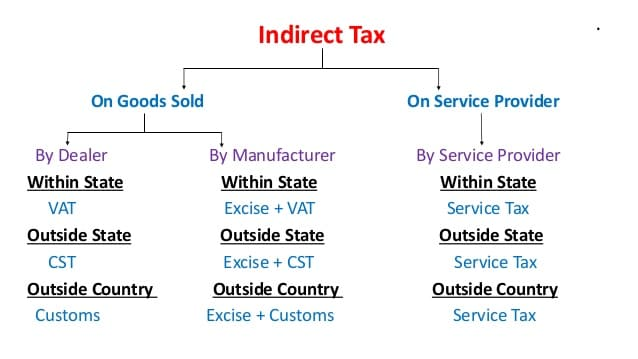 Indirect Tax
On Goods Sold On Service Provider
By Dealer By Manufacturer By Service Provider
Within State Within State Within State
VAT Excise + VAT Service Tax
Outside State Outside State Outside State
CST Excise + CST Service Tax
Outside Country Outside Country Outside Country
Customs Excise + Customs Service Tax